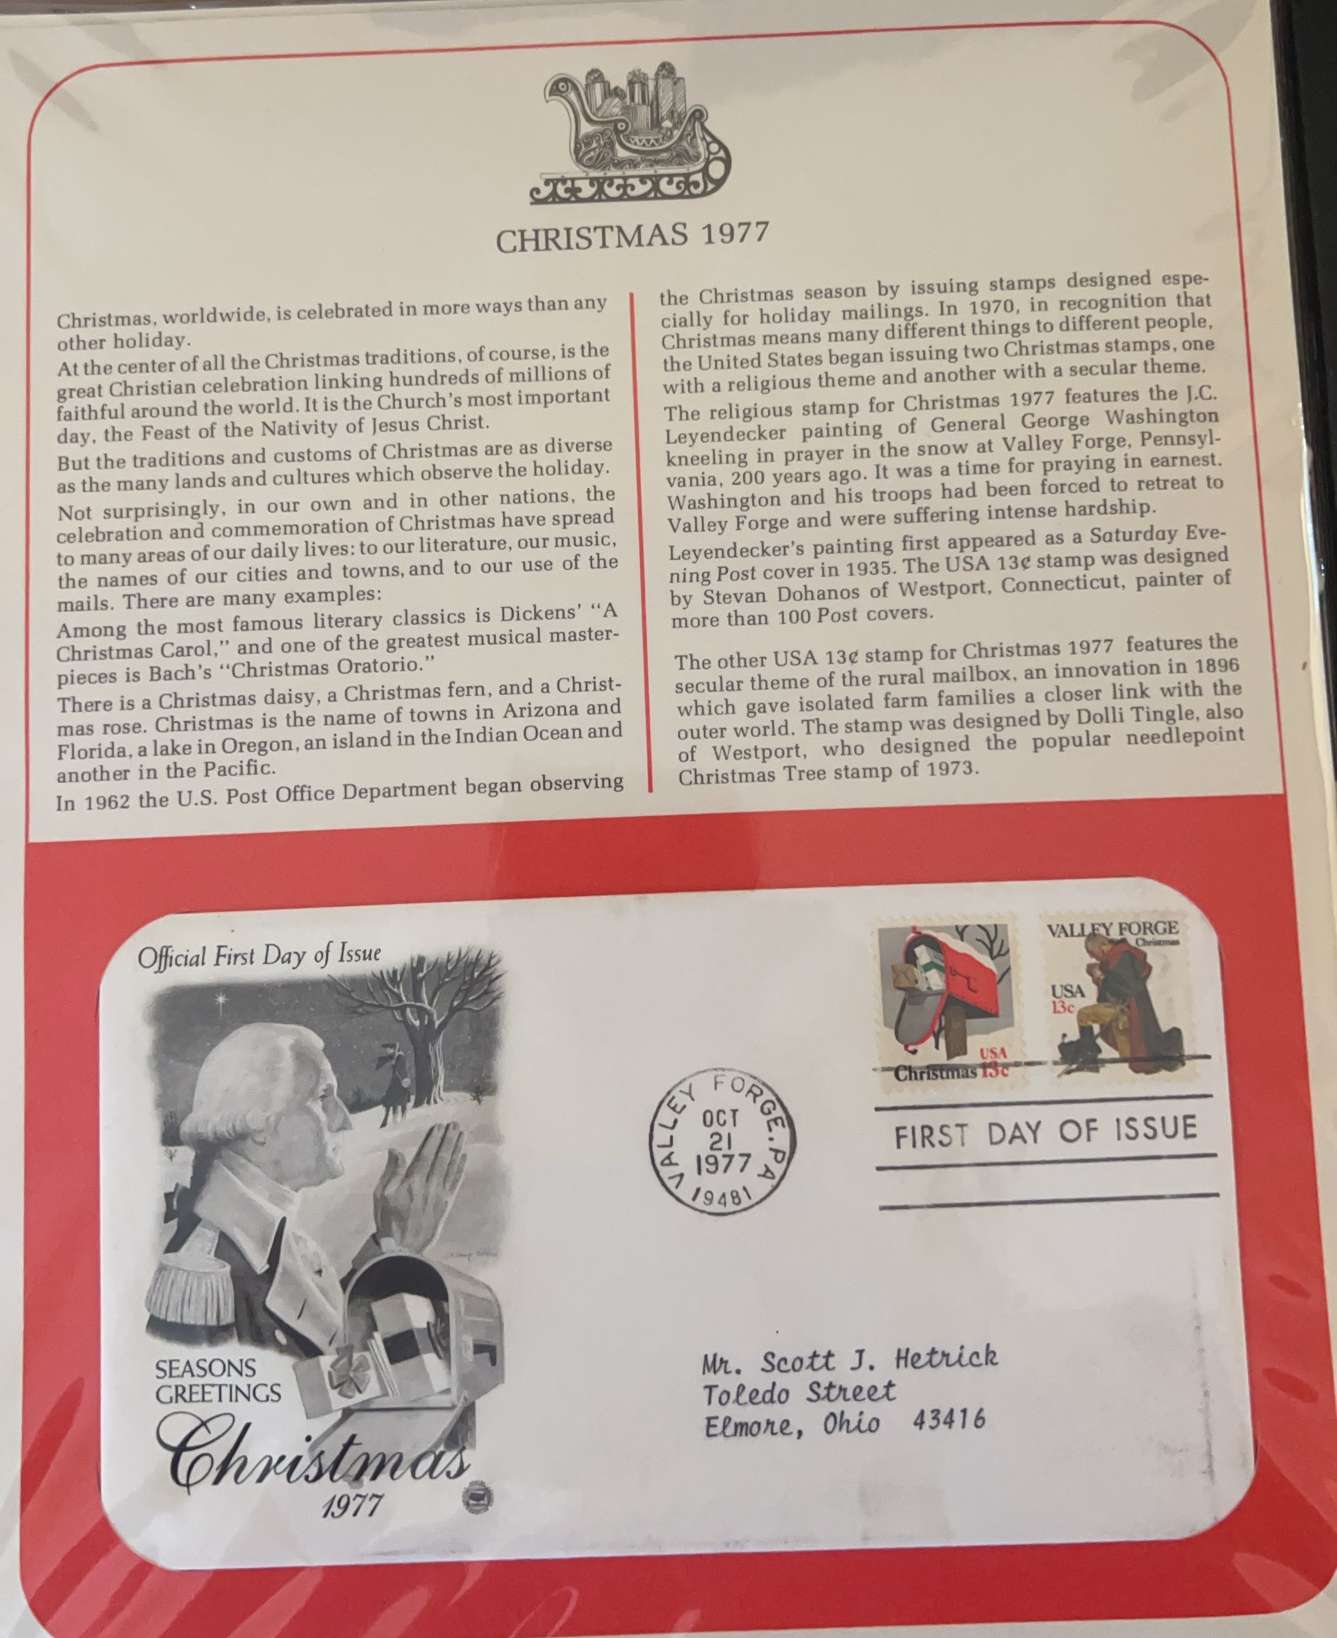 CHRISTMAS 1977
Christmas, worldwide, is celebrated in more ways than any
other holiday.
At the center of all the Christmas traditions, of course, is the
great Christian celebration linking hundreds of millions of
faithful around the world. It is the Church's most important
day, the Feast of the Nativity of Jesus Christ.
But the traditions and customs of Christmas are as diverse
as the many lands and cultures which observe the holiday.
Not surprisingly, in our own and in other nations, the
celebration and commemoration of Christmas have spread
to many areas of our daily lives: to our literature, our music,
the names of our cities and towns, and to our use of the
mails. There are many examples:
Among the most famous literary classics is Dickens' "A
Christmas Carol," and one of the greatest musical master-
pieces is Bach's "Christmas Oratorio."
There is a Christmas daisy, a Christmas fern, and a Christ-
mas rose. Christmas is the name of towns in Arizona and
Florida, a lake in Oregon, an island in the Indian Ocean and
another in the Pacific.
In 1962 the U.S. Post Office Department began observing
the Christmas season by issuing stamps designed espe-
cially for holiday mailings. In 1970, in recognition that
Christmas means many different things to different people,
the United States began issuing two Christmas stamps, one
with a religious theme and another with a secular theme.
The religious stamp for Christmas 1977 features the J.C.
Leyendecker painting of General George Washington
kneeling in prayer in the snow at Valley Forge, Pennsyl-
vania, 200 years ago. It was a time for praying in earnest.
Washington and his troops had been forced to retreat to
Valley Forge and were suffering intense hardship.
Leyendecker's painting first appeared as a Saturday Eve-
ning Post cover in 1935. The USA 13¢ stamp was designed
by Stevan Dohanos of Westport, Connecticut, painter of
more than 100 Post covers.
The other USA 13¢ stamp for Christmas 1977 features the
secular theme of the rural mailbox, an innovation in 1896
which gave isolated farm families a closer link with the
outer world. The stamp was designed by Dolli Tingle, also
of Westport, who designed the popular needlepoint
Christmas Tree stamp of 1973.
Official First Day of Issue
SEASONS
GREETINGS
Christmas
1977
VALLEY FORGE, PA
OCT
21
1977
19481
USA
Christmas 13c
VALLEY FORGE
Christmas
USA
13c
FIRST DAY OF ISSUE
Mr. Scott J. Hetrick
Toledo Street
Elmore, Ohio 43416